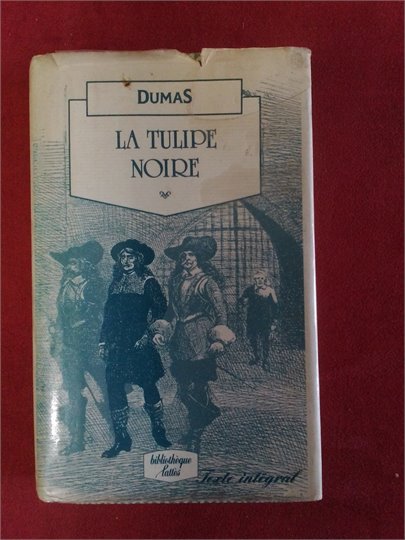 DUMAS
LA TULIPE
NOIRE
bibliothèque
Lattès
Texte intégral